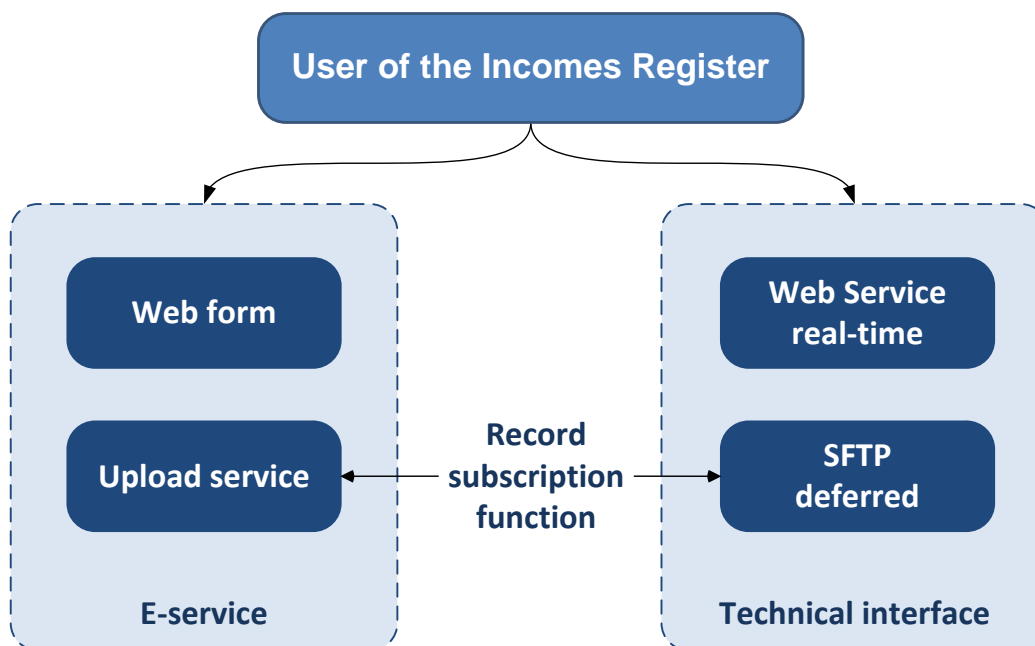 User of the Incomes Register
Web form
Upload service
E-service
Record
subscription
function
Web Service
real-time
SFTP
deferred
Technical interface